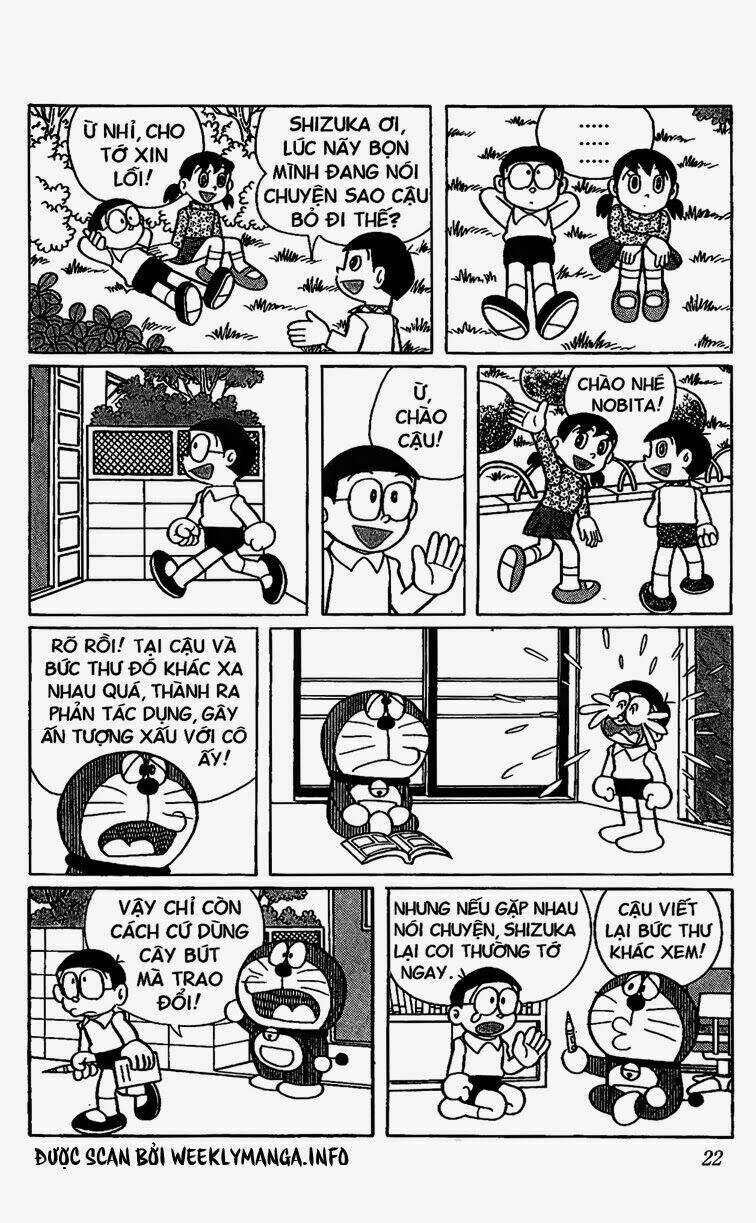 ......
......
......
SHIZUKA ƠI,
LÚC NÃY BỌN
MÌNH ĐANG NÓI
CHUYỆN SAO CẬU
BỎ ĐI THẾ?
Ừ NHỈ, CHO
TỚ XIN
LỖI!
CHÀO NHÉ
NOBITA!
Ừ,
CHÀO
CẬU!
RÕ RỒI! TẠI CẬU VÀ
BỨC THƯ ĐÓ KHÁC XA
NHAU QUÁ, THÀNH RA
PHẢN TÁC DỤNG, GÂY
ẤN TƯỢNG XẤU VỚI CÔ
ẤY!
CẬU VIẾT
LẠI BỨC THƯ
KHÁC XEM!
NHƯNG NẾU GẶP NHAU
NÓI CHUYỆN, SHIZUKA
LẠI COI THƯỜNG TỚ
NGAY.
VẬY CHỈ CÒN
CÁCH CỨ DÙNG
CÂY BÚT
MÀ TRAO
ĐỔI!
ĐƯỢC SCAN BỞI WEEKLYMANGA.INFO
22